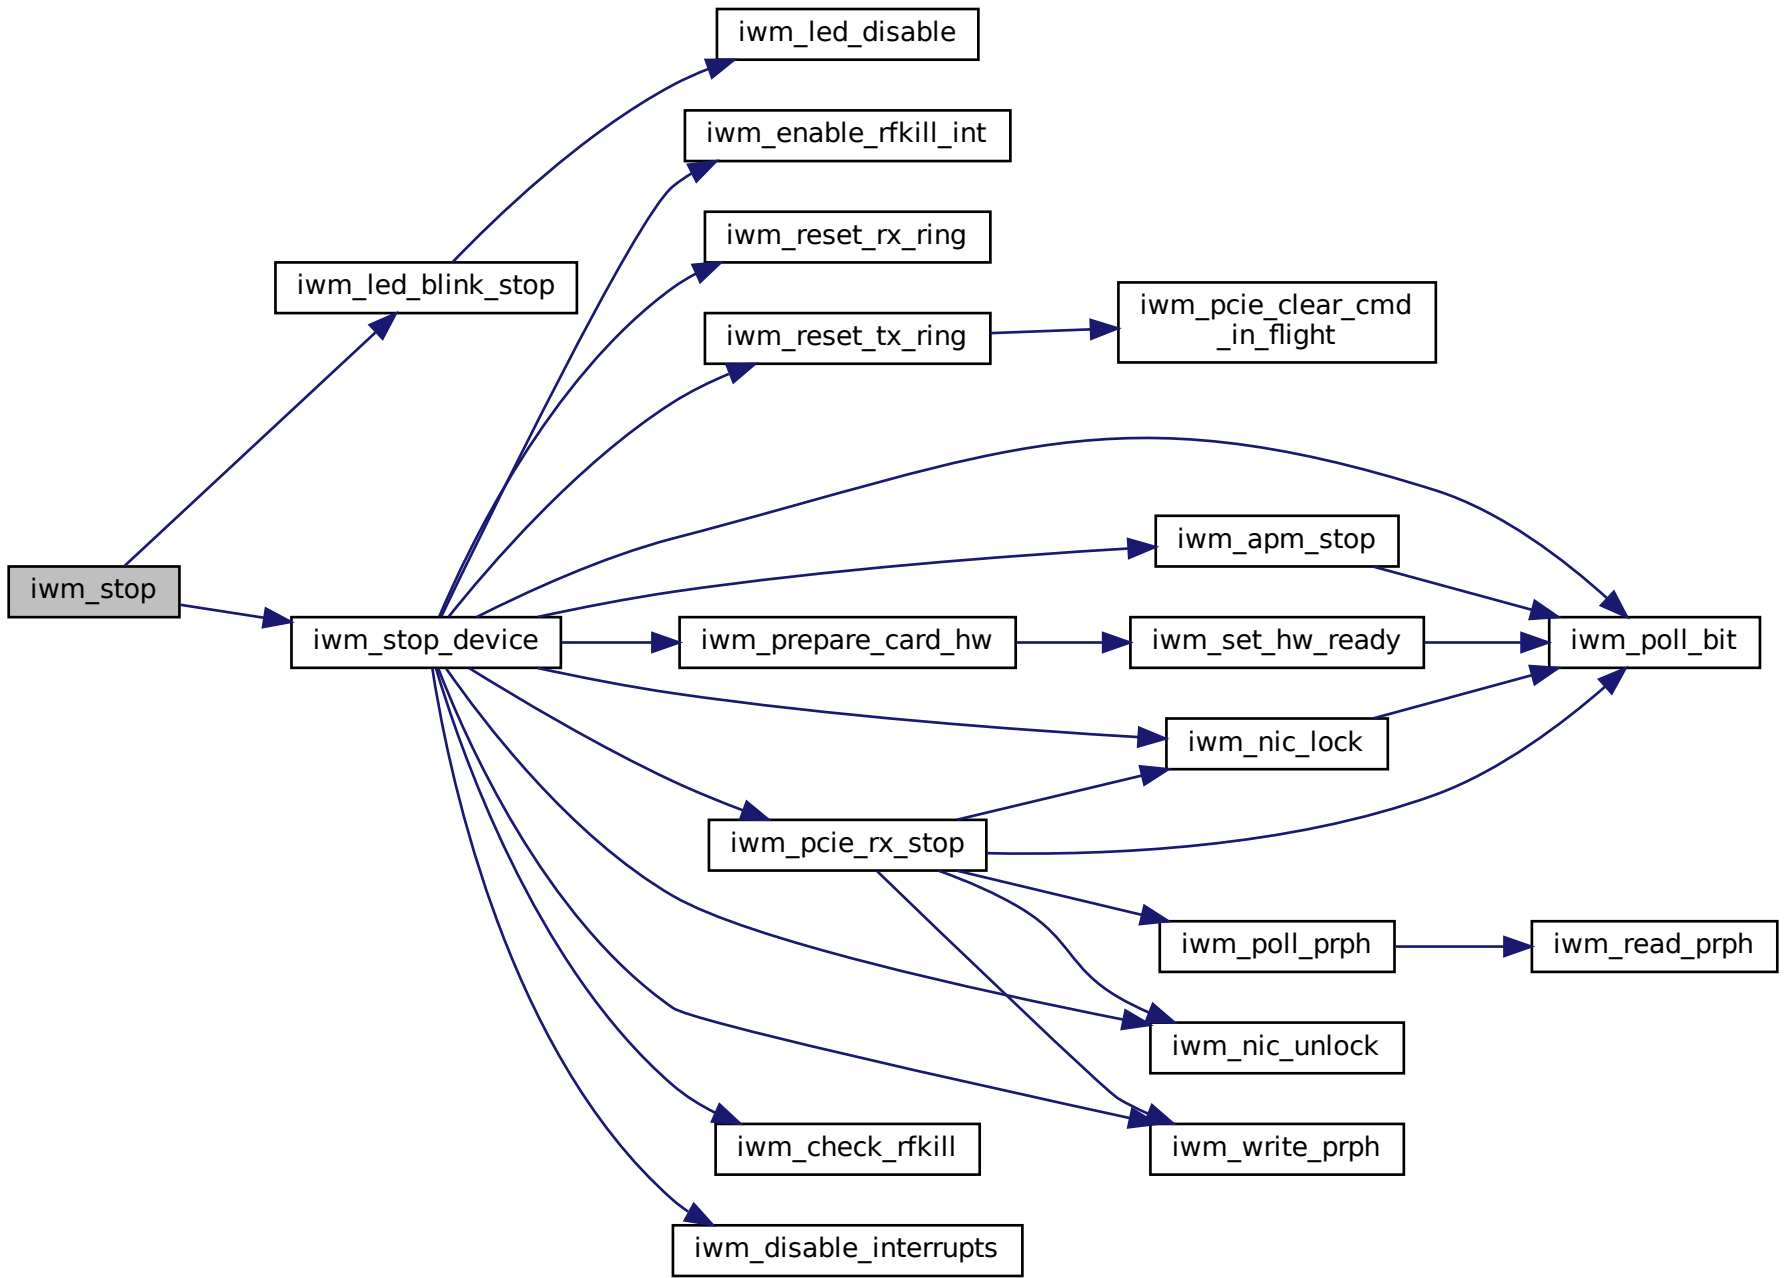 iwm_led_disable
iwm_enable_rfkill_int
iwm_reset_rx_ring
iwm_led_blink_stop
iwm_pcie_clear_cmd
_in_flight
iwm_reset_tx_ring
iwm_apm_stop
iwm_stop
iwm_stop_device
iwm_prepare_card_hw
iwm_set_hw_ready
iwm_poll_bit
iwm_nic_lock
iwm_pcie_rx_stop
iwm_poll_prph
iwm_read_prph
iwm_nic_unlock
iwm_check_rfkill
iwm_write_prph
iwm_disable_interrupts